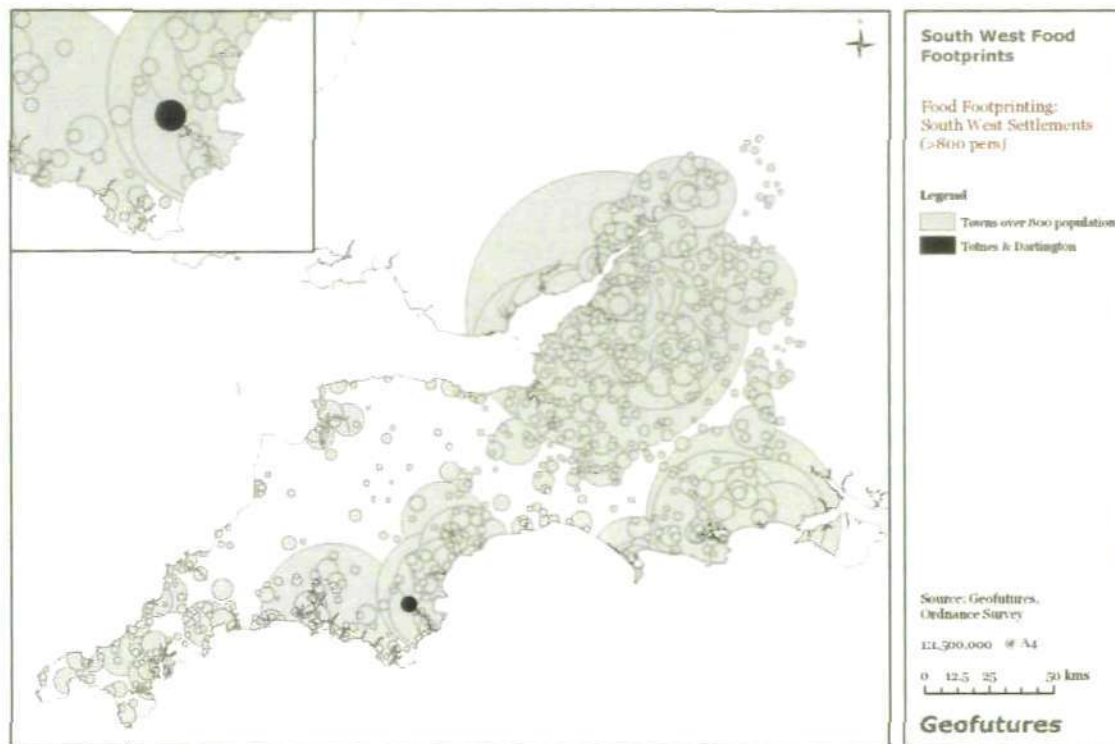 South West Food
Footprints
Food Footprinting:
South West Settlements
(>800 pers)
Legend
Towns over 800 population
Totnes & Dartington
Source: Geofutures,
Ordnance Survey
1:1,500,000 @ A4
0 12.5 25 50 kms
Geofutures